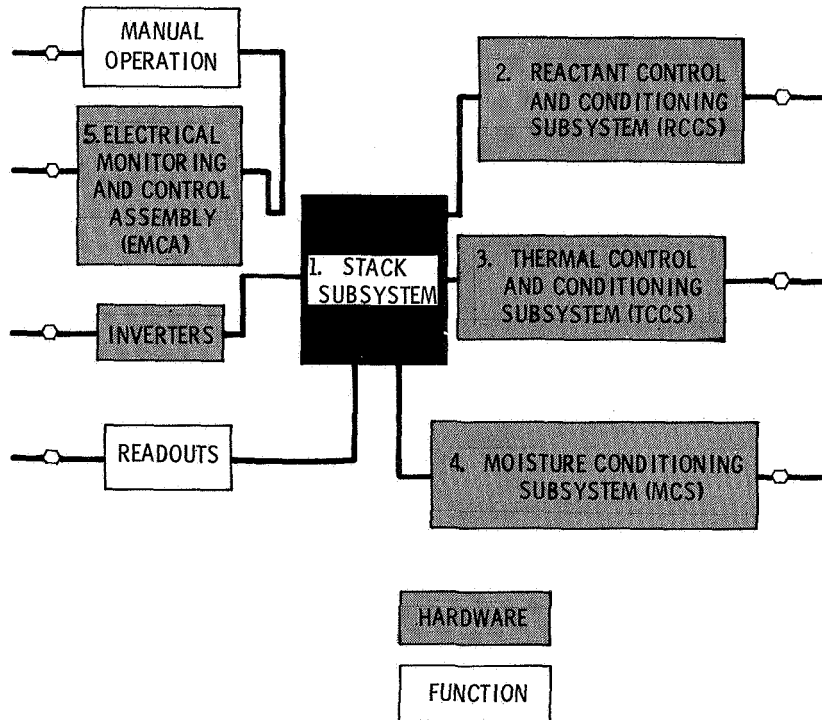 MANUAL
OPERATION
5. ELECTRICAL
MONITORING
AND CONTROL
ASSEMBLY
(EMCA)
INVERTERS
READOUTS
1. STACK
SUBSYSTEM
2. REACTANT CONTROL
AND CONDITIONING
SUBSYSTEM (RCCS)
3. THERMAL CONTROL
AND CONDITIONING
SUBSYSTEM (TCCS)
4. MOISTURE CONDITIONING
SUBSYSTEM (MCS)
HARDWARE
FUNCTION